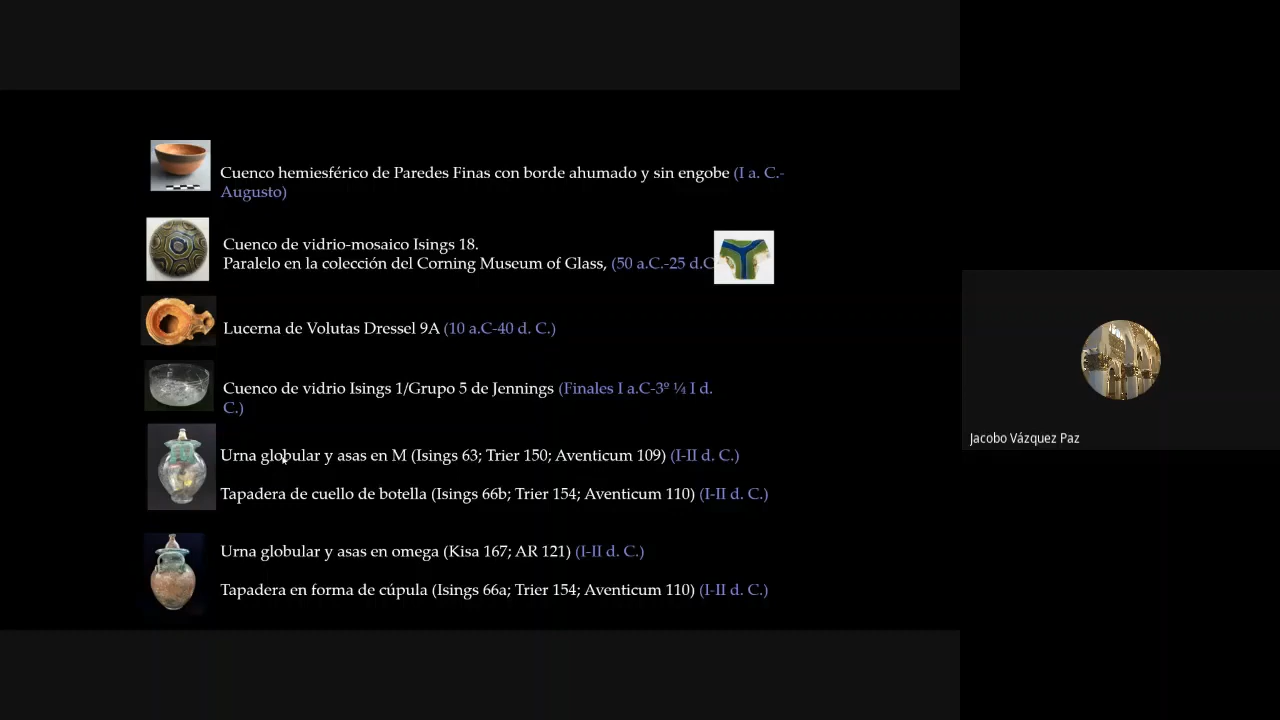 Cuenco hemiesférico de Paredes Finas con borde ahumado y sin engobe (I a. C.-
Augusto)
Cuenco de vidrio-mosaico Isings 18.
Paralelo en la colección del Corning Museum of Glass, (50 a.C.-25 d.C
Lucerna de Volutas Dressel 9A (10 a.C-40 d. C.)
Cuenco de vidrio Isings 1/Grupo 5 de Jennings (Finales I a.C-3º ¼ I d.
C.)
Urna globular y asas en M (Isings 63; Trier 150; Aventicum 109) (I-II d. C.)
Tapadera de cuello de botella (Isings 66b; Trier 154; Aventicum 110) (I-II d. C.)
Urna globular y asas en omega (Kisa 167; AR 121) (I-II d. C.)
Tapadera en forma de cúpula (Isings 66a; Trier 154; Aventicum 110) (I-II d. C.)
Jacobo Vázquez Paz